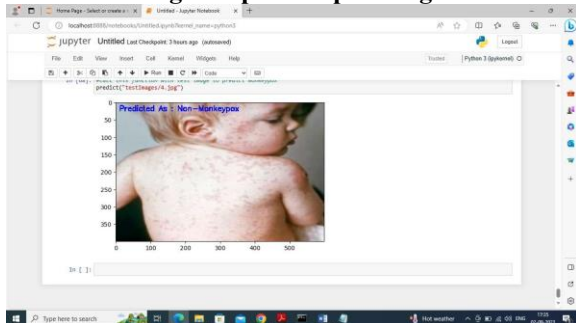 Home Page - Select or create a
Untitled - Jupyter Notebook
localhost:8888/notebooks/Untitled.ipynb?kernel_name=python3
jupyter Untitled Last Checkpoint: 3 hours ago (autosaved)
Logout
File Edit View Insert Cell Kernel Widgets Help
Trusted
Python 3 (ipykernel)
Run
Code
predict("testImages/4.jpg")
Predicted As : Non-Monkeypox
0
50
100
150
200
250
300
350
0 100 200 300 400 500
In [ ]:
Type here to search
Hot weather
ENG
17:05